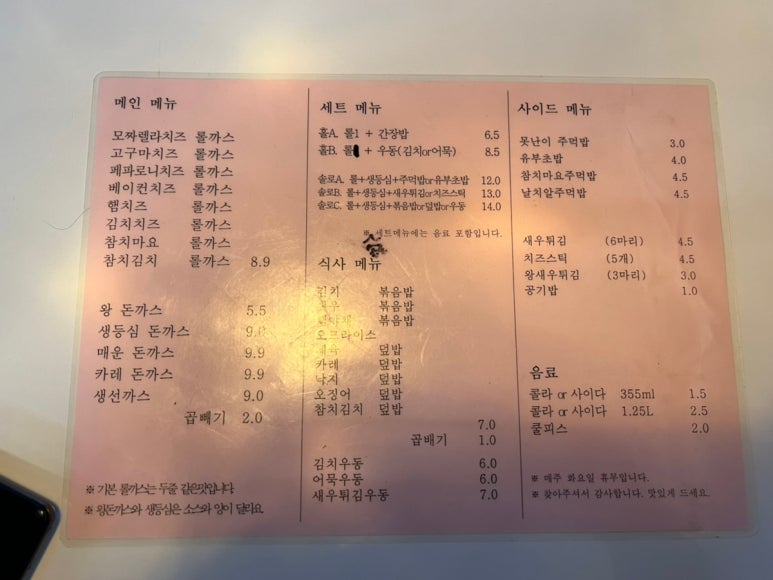 메인 메뉴
모짜렐라치즈 롤까스
고구마치즈 롤까스
페파로니치즈 롤까스
베이컨치즈 롤까스
햄치즈 롤까스
김치치즈 롤까스
참치마요 롤까스
참치김치 롤까스 8.9
왕 돈까스 5.5
생등심 돈까스 9.0
매운 돈까스 9.9
카레 돈까스 9.9
생선까스 9.0
곱빼기 2.0
※ 기본 롤까스는 두줄 같은맛입니다
※ 왕돈까스와 생등심은 소스와 양이 달라요
세트 메뉴
홀A. 롤1 + 간장밥 6.5
홀B. 롤 + 우동(김치or어묵) 8.5
솔로A. 롤+생등심+주먹밥or유부초밥 12.0
솔로B. 롤+생등심+새우튀김or치즈스틱 13.0
솔로C. 롤+생등심+볶음밥or덮밥or우동 14.0
※ 세트메뉴에는 음료 포함입니다.
식사 메뉴
김치 볶음밥
새우 볶음밥
볶음밥
오므라이스
제육 덮밥
카레 덮밥
낙지 덮밥
오징어 덮밥
참치김치 덮밥
7.0
곱배기 1.0
김치우동 6.0
어묵우동 6.0
새우튀김우동 7.0
사이드 메뉴
못난이 주먹밥 3.0
유부초밥 4.0
참치마요주먹밥 4.5
날치알주먹밥 4.5
새우튀김 (6마리) 4.5
치즈스틱 (5개) 4.5
왕새우튀김 (3마리) 3.0
공기밥 1.0
음료
콜라 or 사이다 355ml 1.5
콜라 or 사이다 1.25L 2.5
쿨피스 2.0
※ 매주 화요일 휴무입니다.
※ 찾아주셔서 감사합니다. 맛있게 드세요.